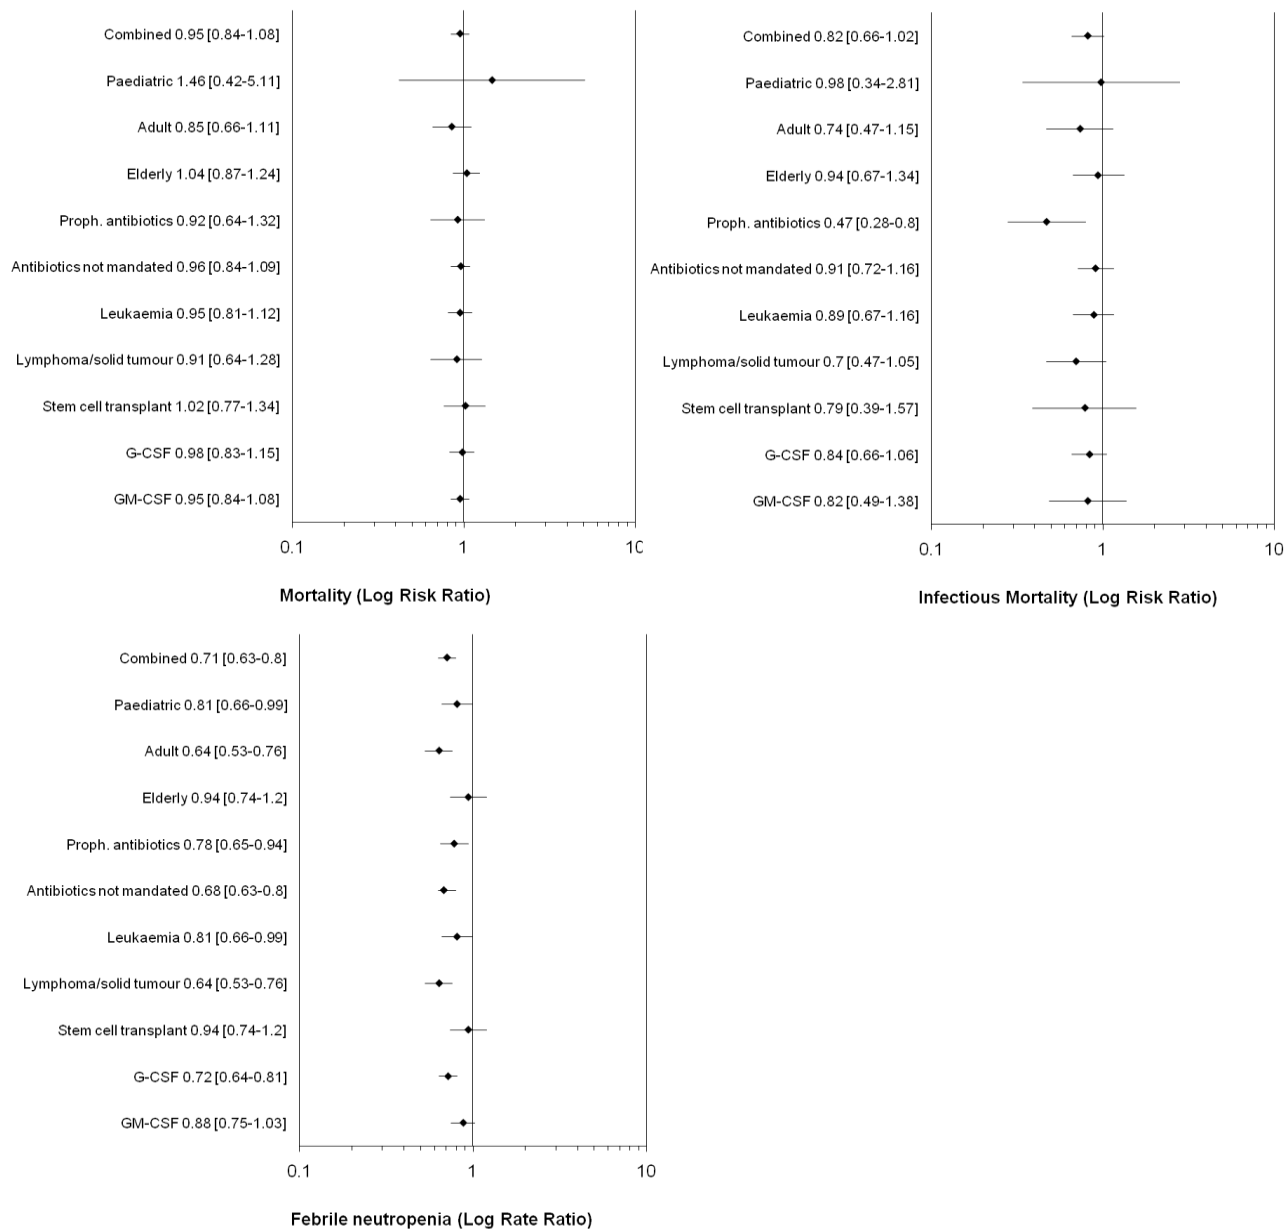 Combined 0.95 [0.84-1.08]
Paediatric 1.46 [0.42-5.11]
Adult 0.85 [0.66-1.11]
Elderly 1.04 [0.87-1.24]
Proph. antibiotics 0.92 [0.64-1.32]
Antibiotics not mandated 0.96 [0.84-1.09]
Leukaemia 0.95 [0.81-1.12]
Lymphoma/solid tumour 0.91 [0.64-1.28]
Stem cell transplant 1.02 [0.77-1.34]
G-CSF 0.98 [0.83-1.15]
GM-CSF 0.95 [0.84-1.08]
0.1 1 10
Mortality (Log Risk Ratio)
Combined 0.82 [0.66-1.02]
Paediatric 0.98 [0.34-2.81]
Adult 0.74 [0.47-1.15]
Elderly 0.94 [0.67-1.34]
Proph. antibiotics 0.47 [0.28-0.8]
Antibiotics not mandated 0.91 [0.72-1.16]
Leukaemia 0.89 [0.67-1.16]
Lymphoma/solid tumour 0.7 [0.47-1.05]
Stem cell transplant 0.79 [0.39-1.57]
G-CSF 0.84 [0.66-1.06]
GM-CSF 0.82 [0.49-1.38]
0.1 1 10
Infectious Mortality (Log Risk Ratio)
Combined 0.71 [0.63-0.8]
Paediatric 0.81 [0.66-0.99]
Adult 0.64 [0.53-0.76]
Elderly 0.94 [0.74-1.2]
Proph. antibiotics 0.78 [0.65-0.94]
Antibiotics not mandated 0.68 [0.63-0.8]
Leukaemia 0.81 [0.66-0.99]
Lymphoma/solid tumour 0.64 [0.53-0.76]
Stem cell transplant 0.94 [0.74-1.2]
G-CSF 0.72 [0.64-0.81]
GM-CSF 0.88 [0.75-1.03]
0.1 1 10
Febrile neutropenia (Log Rate Ratio)